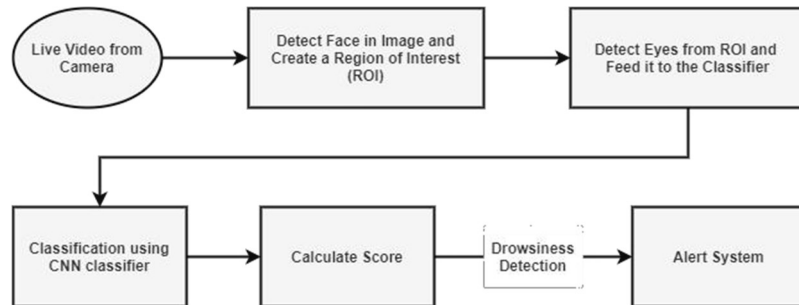 Live Video from
Camera
Detect Face in Image and
Create a Region of Interest
(ROI)
Detect Eyes from ROI and
Feed it to the Classifier
Classification using
CNN classifier
Calculate Score
Drowsiness
Detection
Alert System